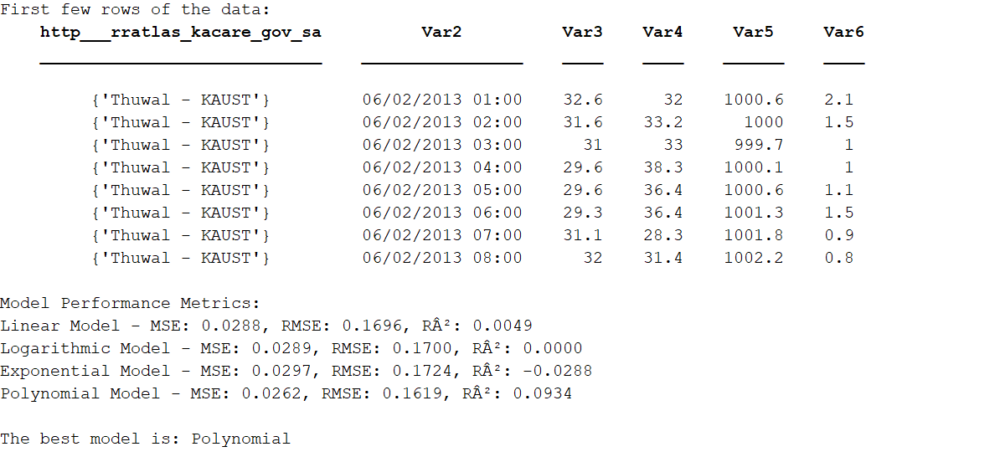 First few rows of the data:
http___rratlas_kacare_gov_sa Var2 Var3 Var4 Var5 Var6
{'Thuwal - KAUST'} 06/02/2013 01:00 32.6 32 1000.6 2.1
{'Thuwal - KAUST'} 06/02/2013 02:00 31.6 33.2 1000 1.5
{'Thuwal - KAUST'} 06/02/2013 03:00 31 33 999.7 1
{'Thuwal - KAUST'} 06/02/2013 04:00 29.6 38.3 1000.1 1
{'Thuwal - KAUST'} 06/02/2013 05:00 29.6 36.4 1000.6 1.1
{'Thuwal - KAUST'} 06/02/2013 06:00 29.3 36.4 1001.3 1.5
{'Thuwal - KAUST'} 06/02/2013 07:00 31.1 28.3 1001.8 0.9
{'Thuwal - KAUST'} 06/02/2013 08:00 32 31.4 1002.2 0.8
Model Performance Metrics:
Linear Model - MSE: 0.0288, RMSE: 0.1696, RÂ²: 0.0049
Logarithmic Model - MSE: 0.0289, RMSE: 0.1700, RÂ²: 0.0000
Exponential Model - MSE: 0.0297, RMSE: 0.1724, RÂ²: -0.0288
Polynomial Model - MSE: 0.0262, RMSE: 0.1619, RÂ²: 0.0934
The best model is: Polynomial